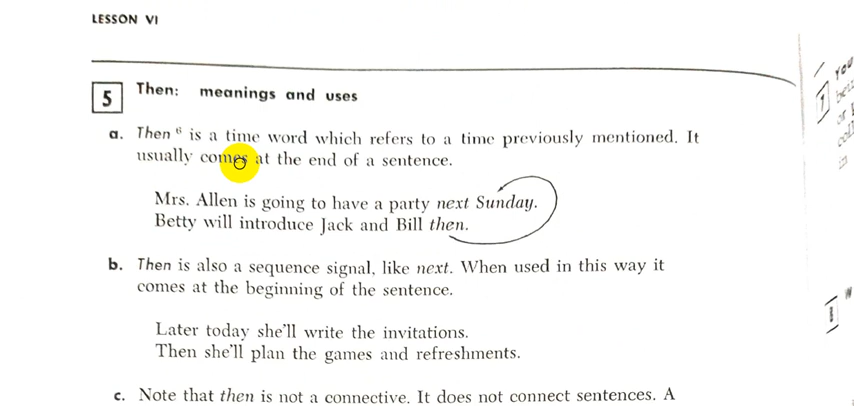 LESSON VI
5 Then: meanings and uses
a. Then 6 is a time word which refers to a time previously mentioned. It
usually comes at the end of a sentence.
Mrs. Allen is going to have a party next Sunday.
Betty will introduce Jack and Bill then.
b. Then is also a sequence signal, like next. When used in this way it
comes at the beginning of the sentence.
Later today she'll write the invitations.
Then she'll plan the games and refreshments.
c. Note that then is not a connective. It does not connect sentences. A
You
7
8